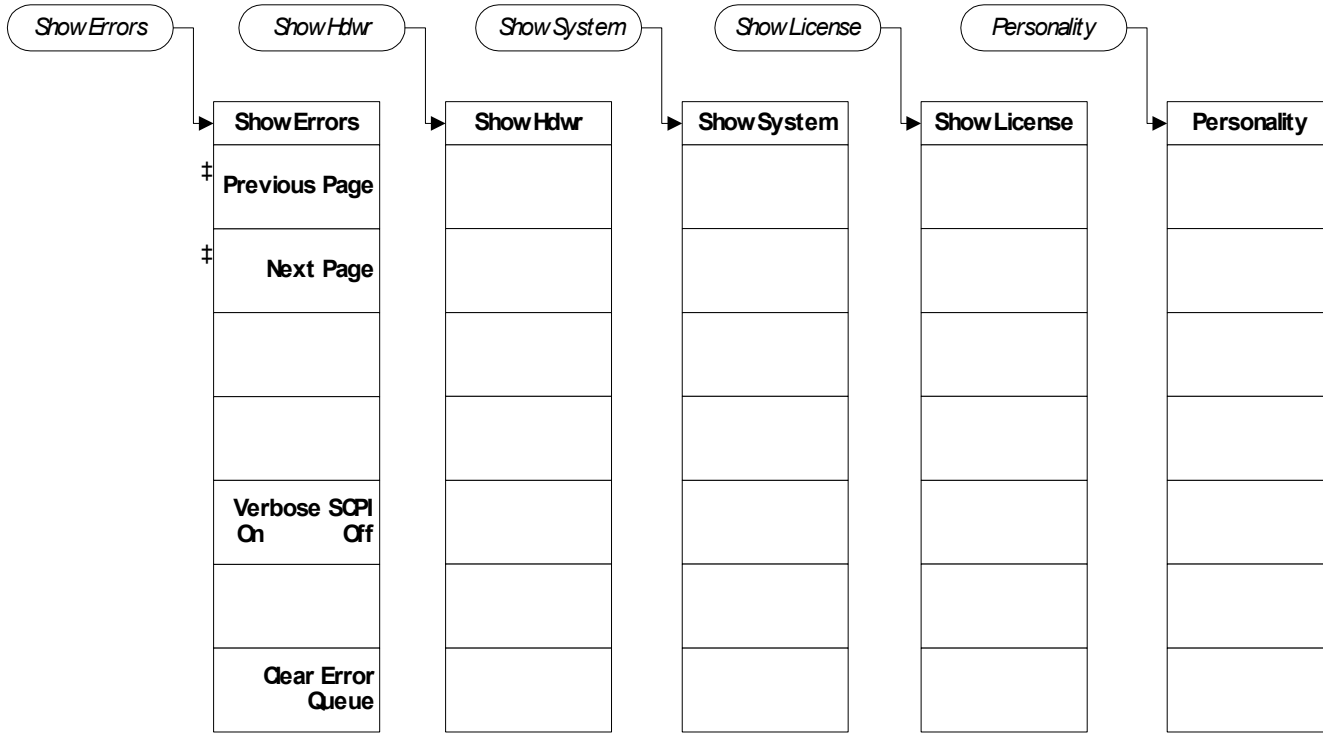 Show Errors
Show Hdwr
Show System
Show License
Personality
Show Errors
Show Hdwr
Show System
Show License
Personality
‡
Previous Page
‡
Next Page
Verbose SCPI
On Off
Clear Error
Queue